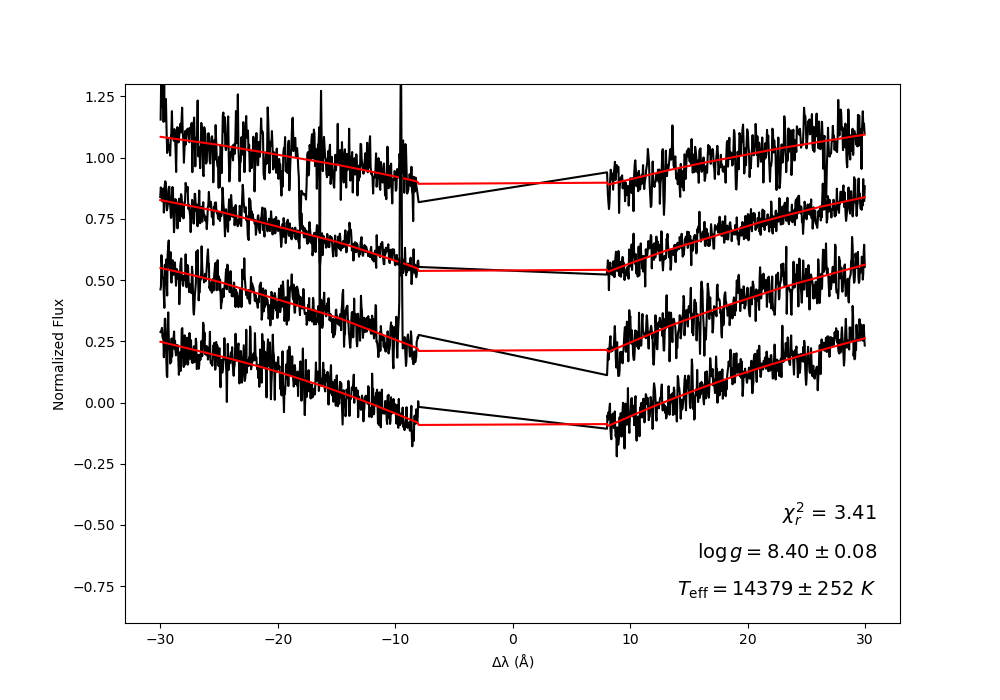 1.25
1.00
0.75
0.50
0.25
0.00
−0.25
−0.50
−0.75
Normalized Flux
χ²ᵣ = 3.41
log g = 8.40 ± 0.08
T_eff = 14379 ± 252 K
−30 −20 −10 0 10 20 30
Δλ (Å)